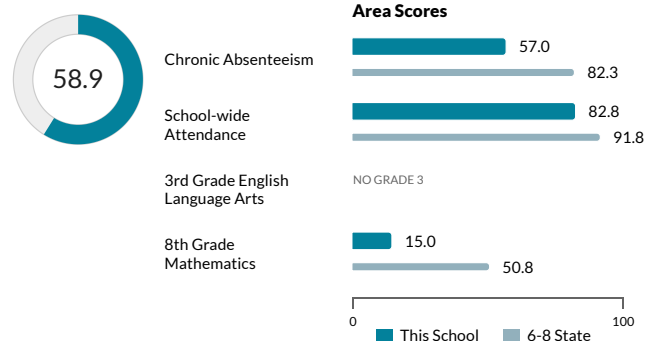 Area Scores
58.9
Chronic Absenteeism
57.0
82.3
School-wide
Attendance
82.8
91.8
3rd Grade English
Language Arts
NO GRADE 3
8th Grade
Mathematics
15.0
50.8
0
100
This School
6-8 State